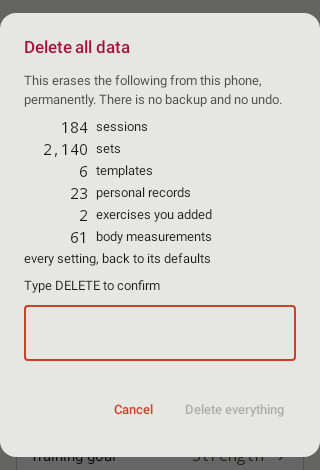 Delete all data
This erases the following from this phone,
permanently. There is no backup and no undo.
184 sessions
2,140 sets
6 templates
23 personal records
2 exercises you added
61 body measurements
every setting, back to its defaults
Type DELETE to confirm
Cancel Delete everything
Training goal Strength